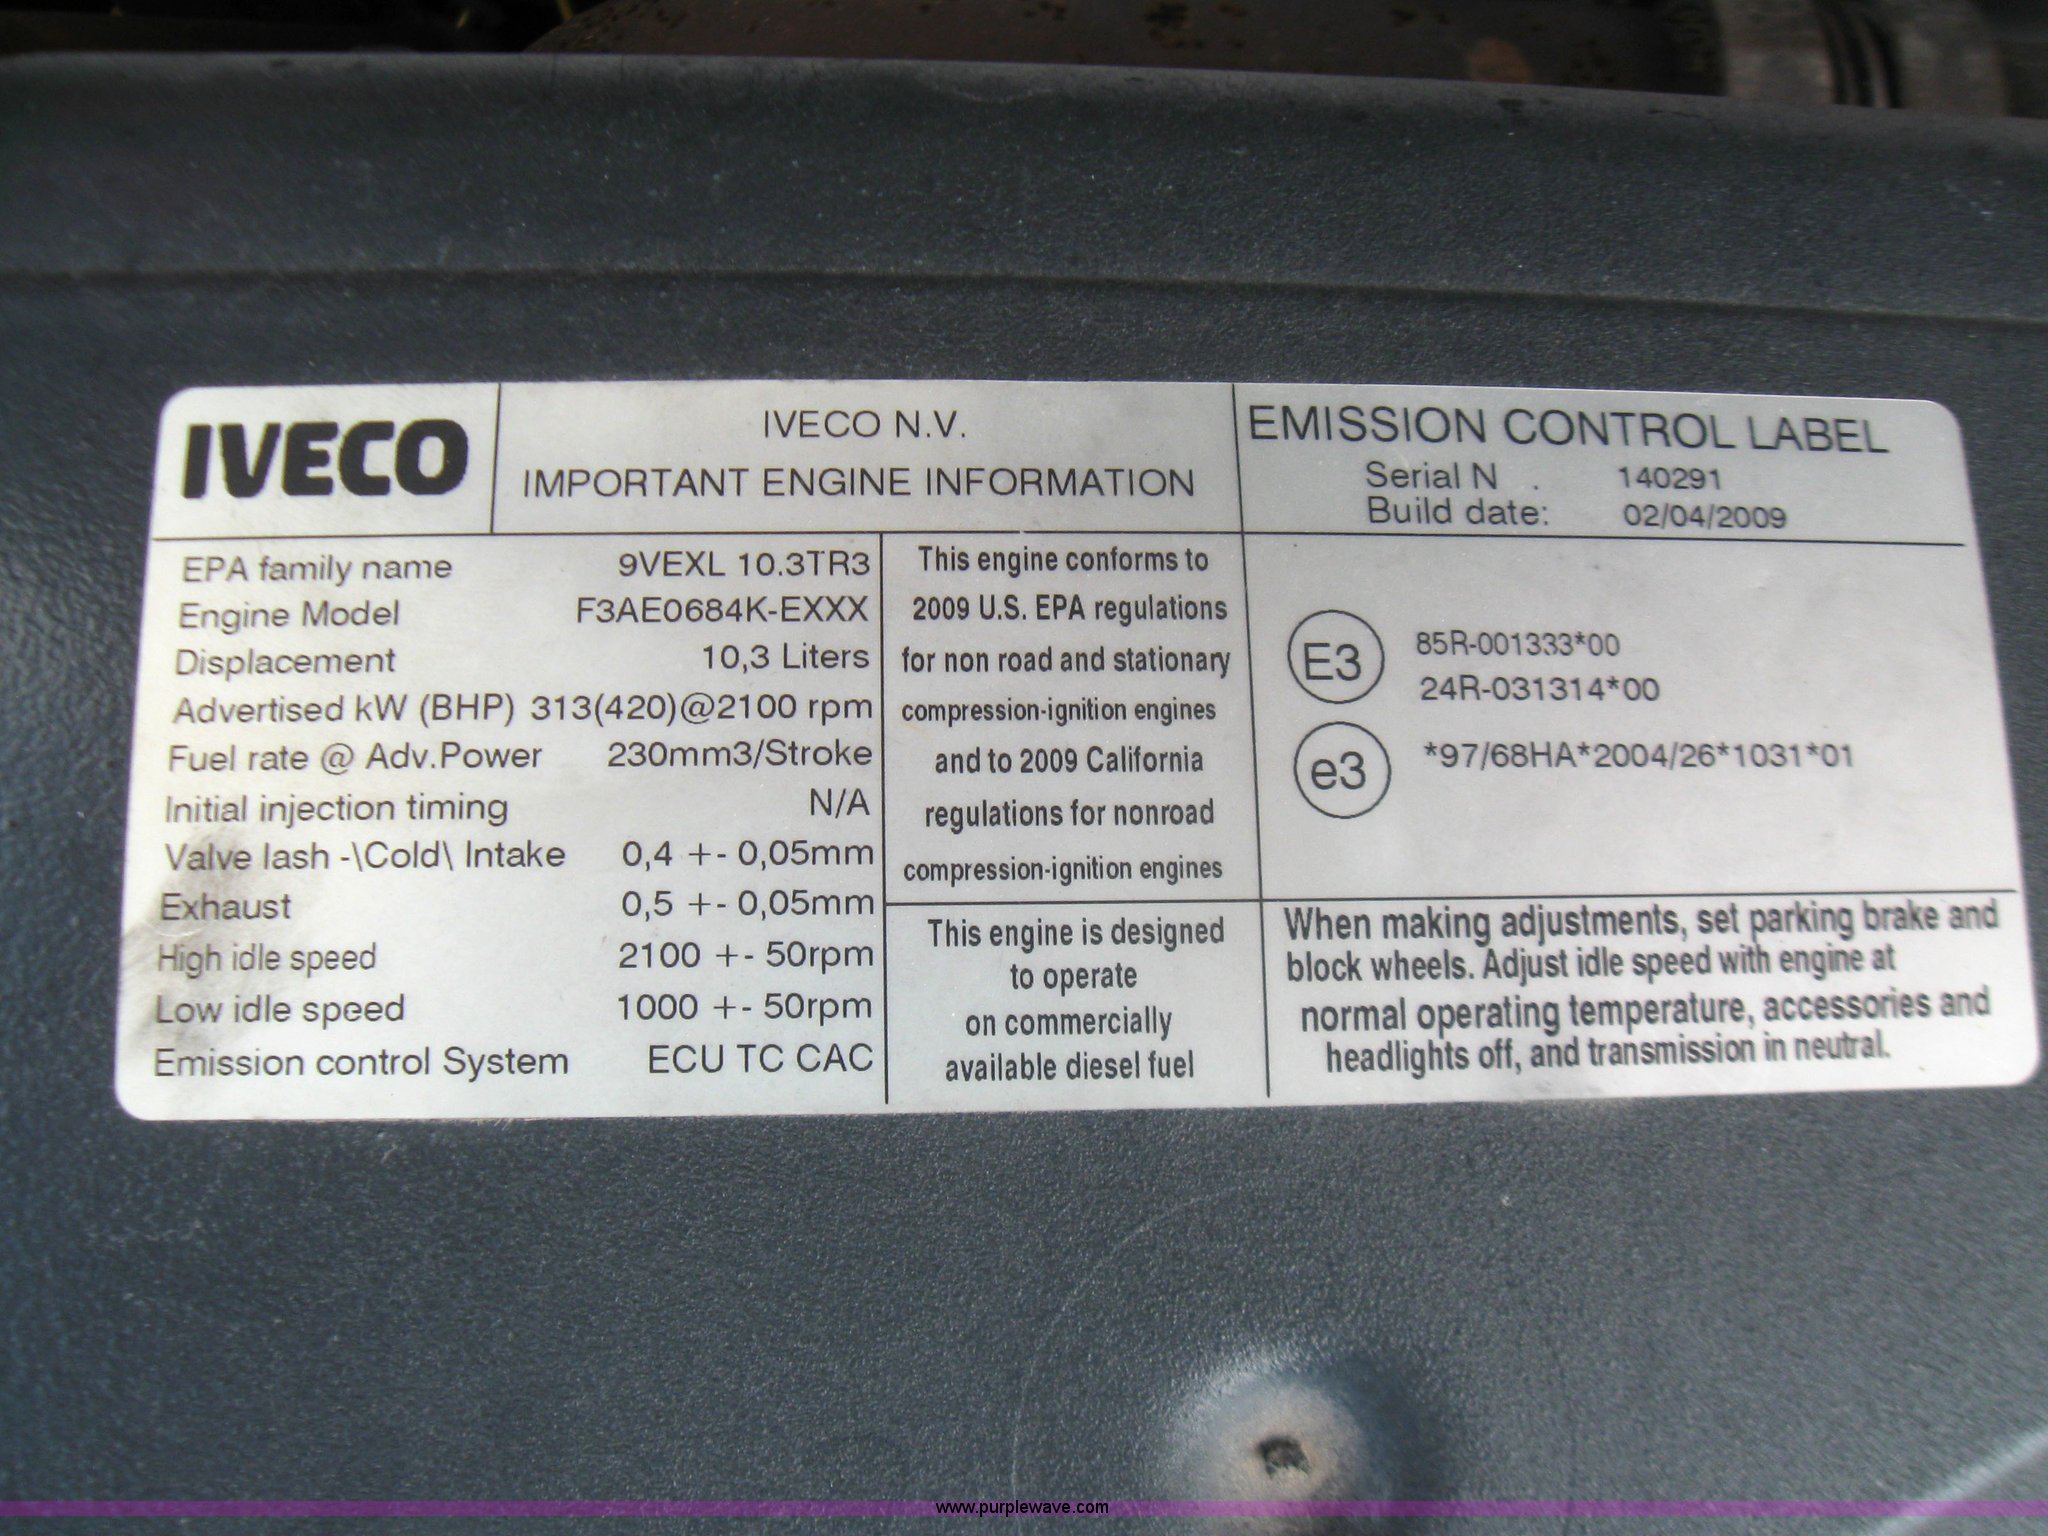 IVECO
IVECO N.V.
IMPORTANT ENGINE INFORMATION
EMISSION CONTROL LABEL
Serial N . 140291
Build date: 02/04/2009
EPA family name 9VEXL 10.3TR3
Engine Model F3AE0684K-EXXX
Displacement 10,3 Liters
Advertised kW (BHP) 313(420)@2100 rpm
Fuel rate @ Adv.Power 230mm3/Stroke
Initial injection timing N/A
Valve lash -\Cold\ Intake 0,4 +- 0,05mm
Exhaust 0,5 +- 0,05mm
High idle speed 2100 +- 50rpm
Low idle speed 1000 +- 50rpm
Emission control System ECU TC CAC
This engine conforms to
2009 U.S. EPA regulations
for non road and stationary
compression-ignition engines
and to 2009 California
regulations for nonroad
compression-ignition engines
This engine is designed
to operate
on commercially
available diesel fuel
E3 85R-001333*00
24R-031314*00
e3 *97/68HA*2004/26*1031*01
When making adjustments, set parking brake and
block wheels. Adjust idle speed with engine at
normal operating temperature, accessories and
headlights off, and transmission in neutral.
www.purplewave.com